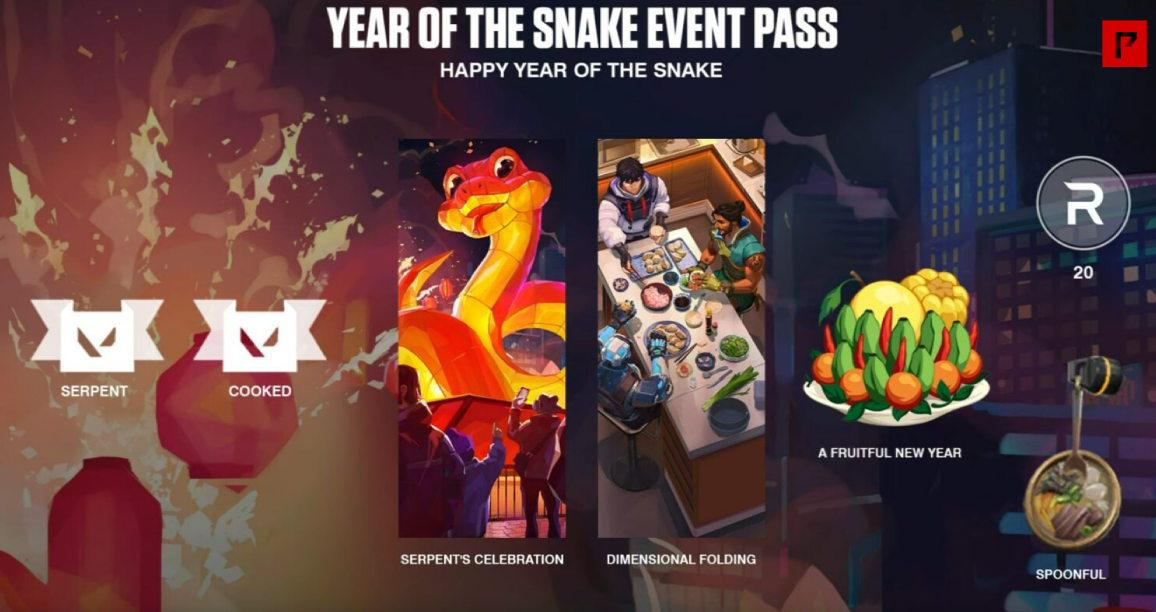 YEAR OF THE SNAKE EVENT PASS
HAPPY YEAR OF THE SNAKE
SERPENT
COOKED
SERPENT'S CELEBRATION
DIMENSIONAL FOLDING
A FRUITFUL NEW YEAR
R
20
SPOONFUL
P